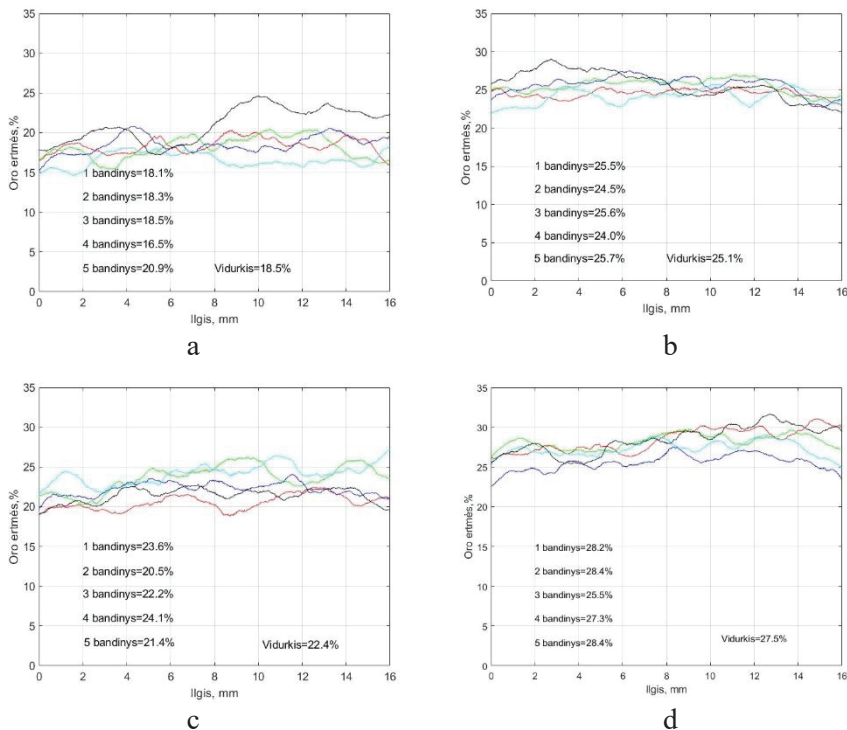 35
30
25
20
15
10
5
0
Oro ertmės,%
1 bandinys=18.1%
2 bandinys=18.3%
3 bandinys=18.5%
4 bandinys=16.5%
5 bandinys=20.9%
Vidurkis=18.5%
0 2 4 6 8 10 12 14 16
Ilgis, mm
a
35
30
25
20
15
10
5
0
Oro ertmės,%
1 bandinys=25.5%
2 bandinys=24.5%
3 bandinys=25.6%
4 bandinys=24.0%
5 bandinys=25.7%
Vidurkis=25.1%
0 2 4 6 8 10 12 14 16
Ilgis, mm
b
35
30
25
20
15
10
5
0
Oro ertmės,%
1 bandinys=23.6%
2 bandinys=20.5%
3 bandinys=22.2%
4 bandinys=24.1%
5 bandinys=21.4%
Vidurkis=22.4%
0 2 4 6 8 10 12 14 16
Ilgis, mm
c
35
30
25
20
15
10
5
0
Oro ertmės,%
1 bandinys=28.2%
2 bandinys=28.4%
3 bandinys=25.5%
4 bandinys=27.3%
5 bandinys=28.4%
Vidurkis=27.5%
0 2 4 6 8 10 12 14 16
Ilgis, mm
d